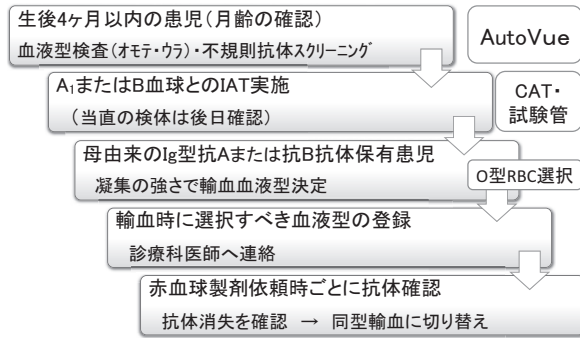 生後4ヶ月以内の患児(月齢の確認)
血液型検査(オモテ・ウラ)・不規則抗体スクリーニング
AutoVue
A₁またはB血球とのIAT実施
(当直の検体は後日確認)
CAT・
試験管
母由来のIg型抗Aまたは抗B抗体保有患児
凝集の強さで輸血血液型決定
O型RBC選択
輸血時に選択すべき血液型の登録
診療科医師へ連絡
赤血球製剤依頼時ごとに抗体確認
抗体消失を確認 → 同型輸血に切り替え